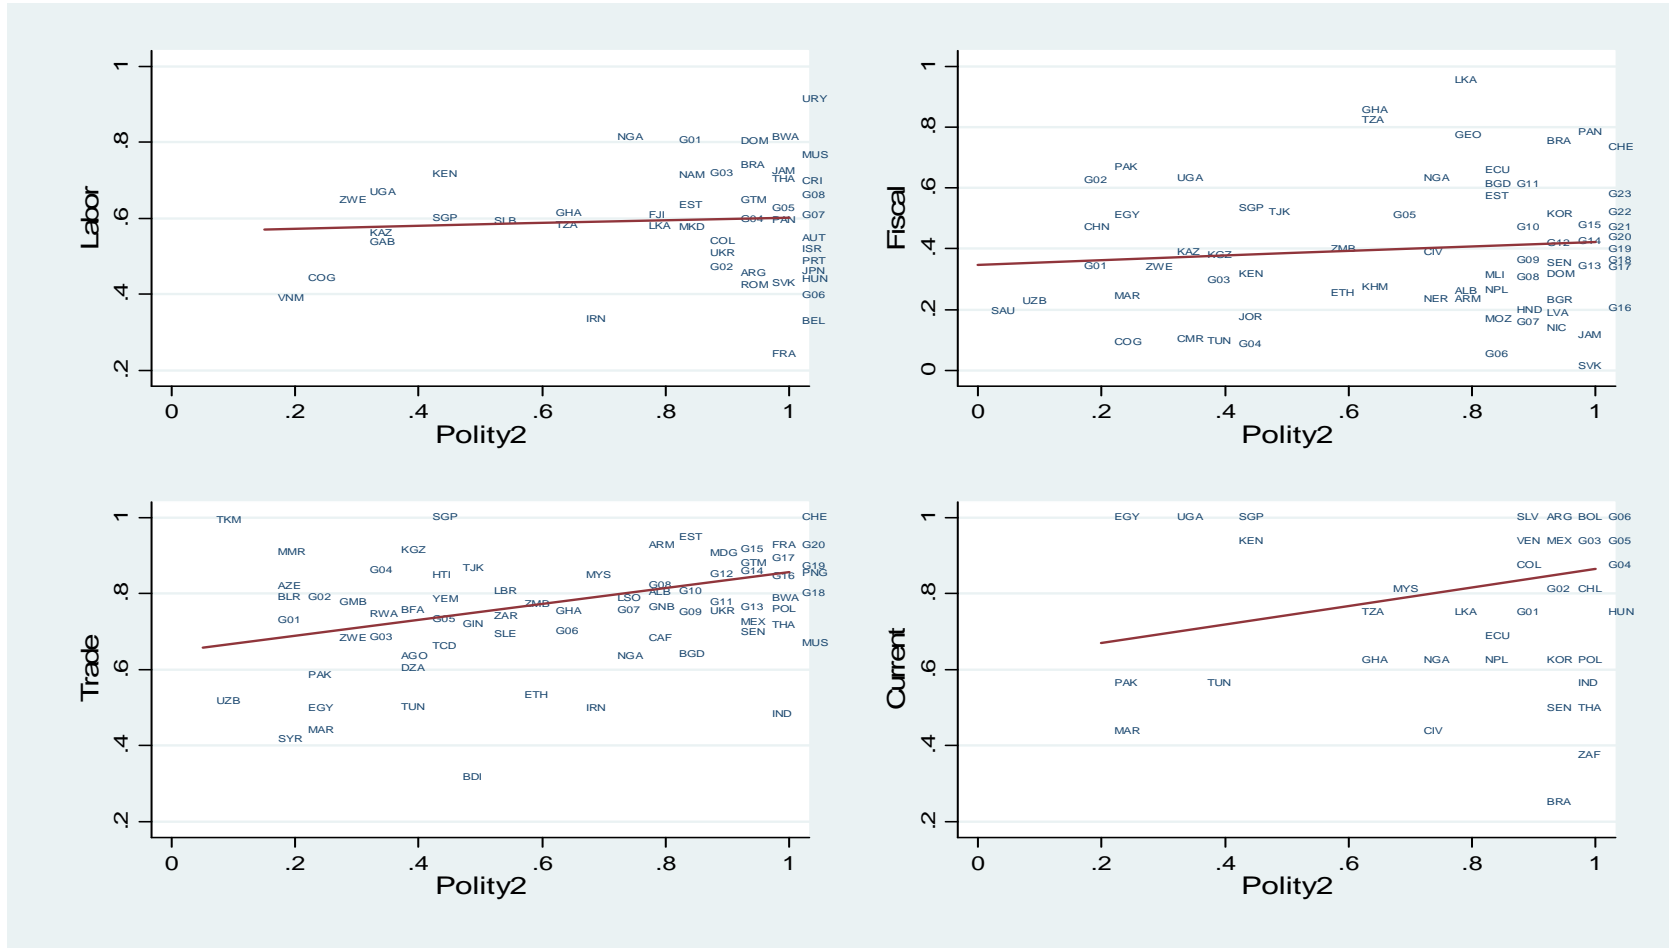 Labor
1
.8
.6
.4
.2
URY
NGA G01 DOM BWA
MUS
BRA
KEN NAM G03 JAM
THA CRI
ZWE UGA G08
EST GTM
G05
SGP SLB GHA FJI G04 PAN G07
TZA LKA MKD
KAZ
GAB COL AUT
UGN ISR
G02 PRT
COG ARG JPN
ROM SVK HUN
VNM G06
IRN BEL
FRA
0 .2 .4 .6 .8 1
Polity2
Fiscal
1
.8
.6
.4
.2
0
LKA
GHA
TZA
GEO BRA PAN
CHE
PAK ECU
G02 UGA NGA BGD G11
EST G23
EGY SGP TJK G05 KOR G22
CHN G10 G15 G21
G12 G14 G20
KAZ KGZ ZMB CIV G19
G01 ZWE G09 SEN G13 G18
G17
G03 KEN MLI G08 DOM
MAR ETH KHM ALB NPL
UZB NER ARM BGR
SAU HND LVA G16
JOR MOZ G07 NIC
COG CMR TUN G04 JAM
G06
SVK
0 .2 .4 .6 .8 1
Polity2
Trade
1
.8
.6
.4
.2
TKM SGP CHE
EST
MMR KGZ ARM MDG G15 FRA G20
G17
G04 TJK GTM G19
HTI MYS G12 G14 G16 PNG
AZE G08
BLR G02 LBR LSO ALB G10 BWA G18
GMB YEM ZMB G11
RWA BFA GHA G07 GNB G09 UKR G13 POL
G01 G05 ZAR MEX
GIN THA
ZWE G03 SLE G06 CAF SEN
TCD MUS
AGO NGA BGD
DZA
PAK
UZB ETH
EGY TUN IRN IND
MAR
SYR
BDI
0 .2 .4 .6 .8 1
Polity2
Current
1
.8
.6
.4
.2
EGY UGA SGP SLV ARG BOL G06
KEN VEN MEX G03 G05
COL G04
MYS G02 CHL
TZA LKA G01 HUN
ECU
GHA NGA NPL KOR POL
PAK TUN IND
SEN THA
MAR CIV
ZAF
BRA
0 .2 .4 .6 .8 1
Polity2